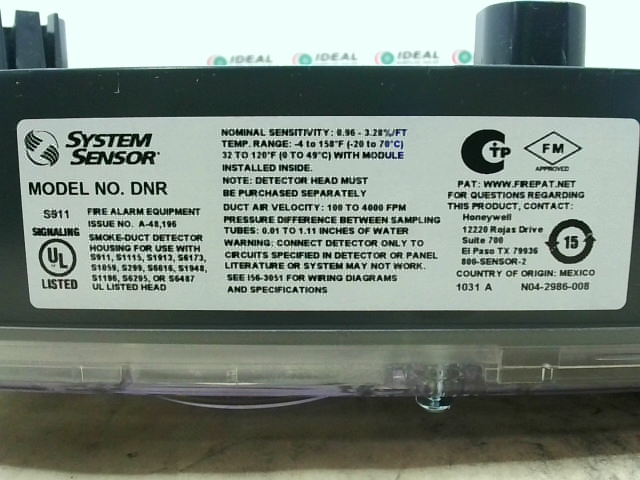 IDEAL
IDEAL
IDEAL
SYSTEM
SENSOR
MODEL NO. DNR
S911
SIGNALING
UL
LISTED
FIRE ALARM EQUIPMENT
ISSUE NO. A-48,196
SMOKE-DUCT DETECTOR
HOUSING FOR USE WITH
S911, S1115, S1913, S6173,
S1059, S299, S6016, S1948,
S1196, S6295, OR S6487
UL LISTED HEAD
NOMINAL SENSITIVITY: 0.96 - 3.20%/FT
TEMP. RANGE: -4 to 158°F (-20 to 70°C)
32 TO 120°F (0 TO 49°C) WITH MODULE
INSTALLED INSIDE.
NOTE: DETECTOR HEAD MUST
BE PURCHASED SEPARATELY
DUCT AIR VELOCITY: 100 TO 4000 FPM
PRESSURE DIFFERENCE BETWEEN SAMPLING
TUBES: 0.01 TO 1.11 INCHES OF WATER
WARNING: CONNECT DETECTOR ONLY TO
CIRCUITS SPECIFIED IN DETECTOR OR PANEL
LITERATURE OR SYSTEM MAY NOT WORK.
SEE I56-3051 FOR WIRING DIAGRAMS
AND SPECIFICATIONS
CTP
FM
APPROVED
PAT: WWW.FIREPAT.NET
FOR QUESTIONS REGARDING
THIS PRODUCT, CONTACT:
Honeywell
12220 Rojas Drive
Suite 700
El Paso TX 79936
800-SENSOR-2
15
COUNTRY OF ORIGIN: MEXICO
1031 A N04-2986-008